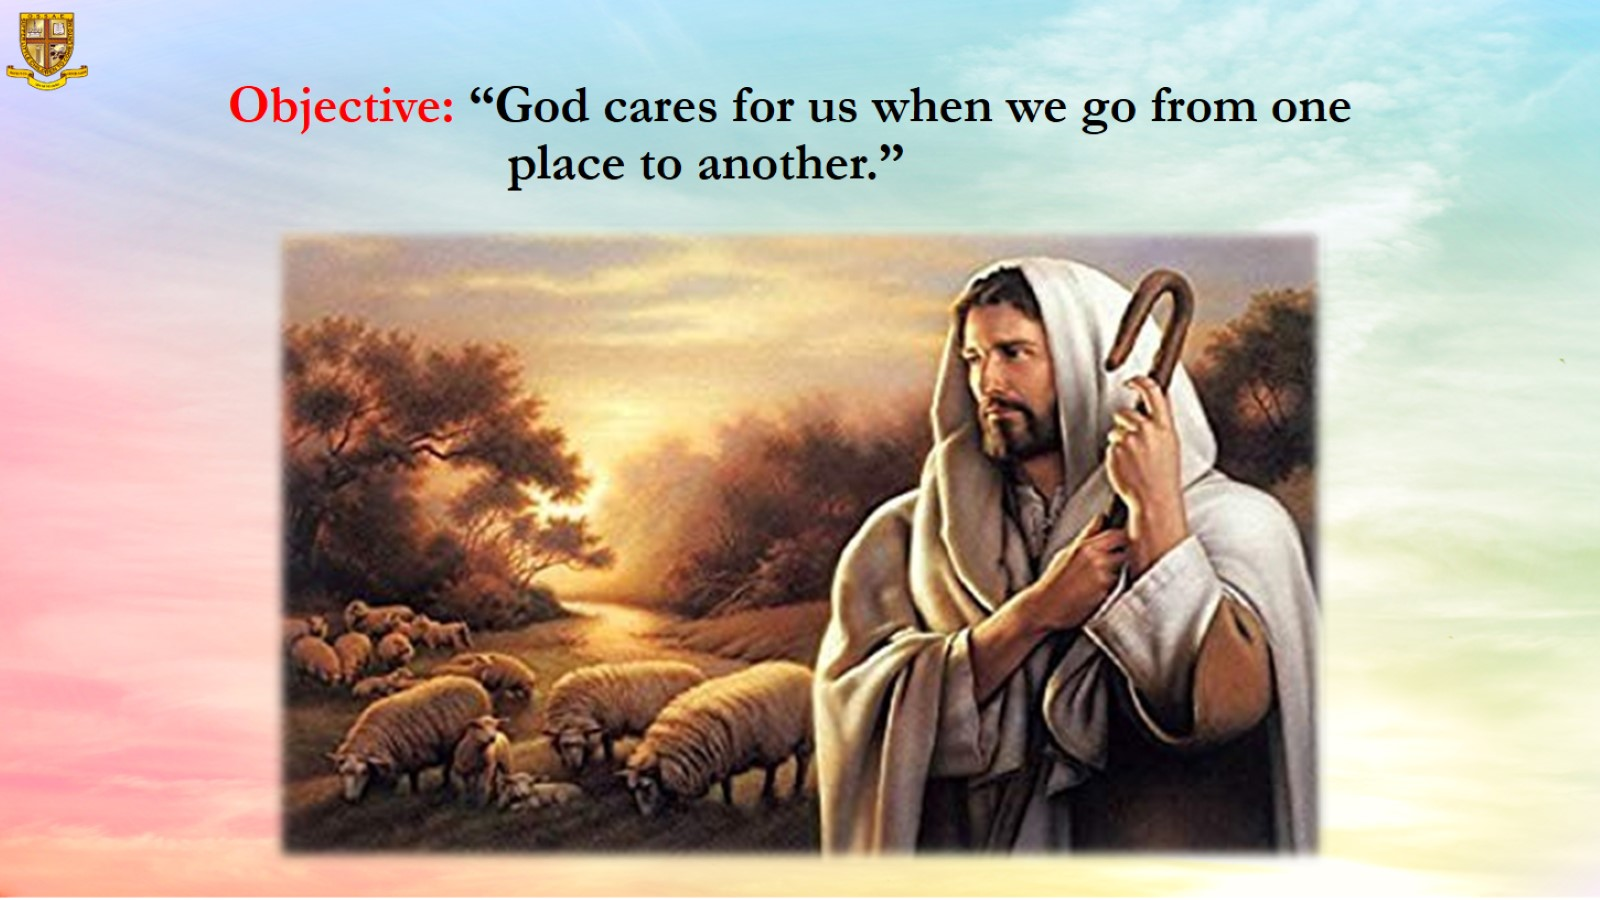 O.S.S.A.E.
Objective: “God cares for us when we go from one
place to another.”